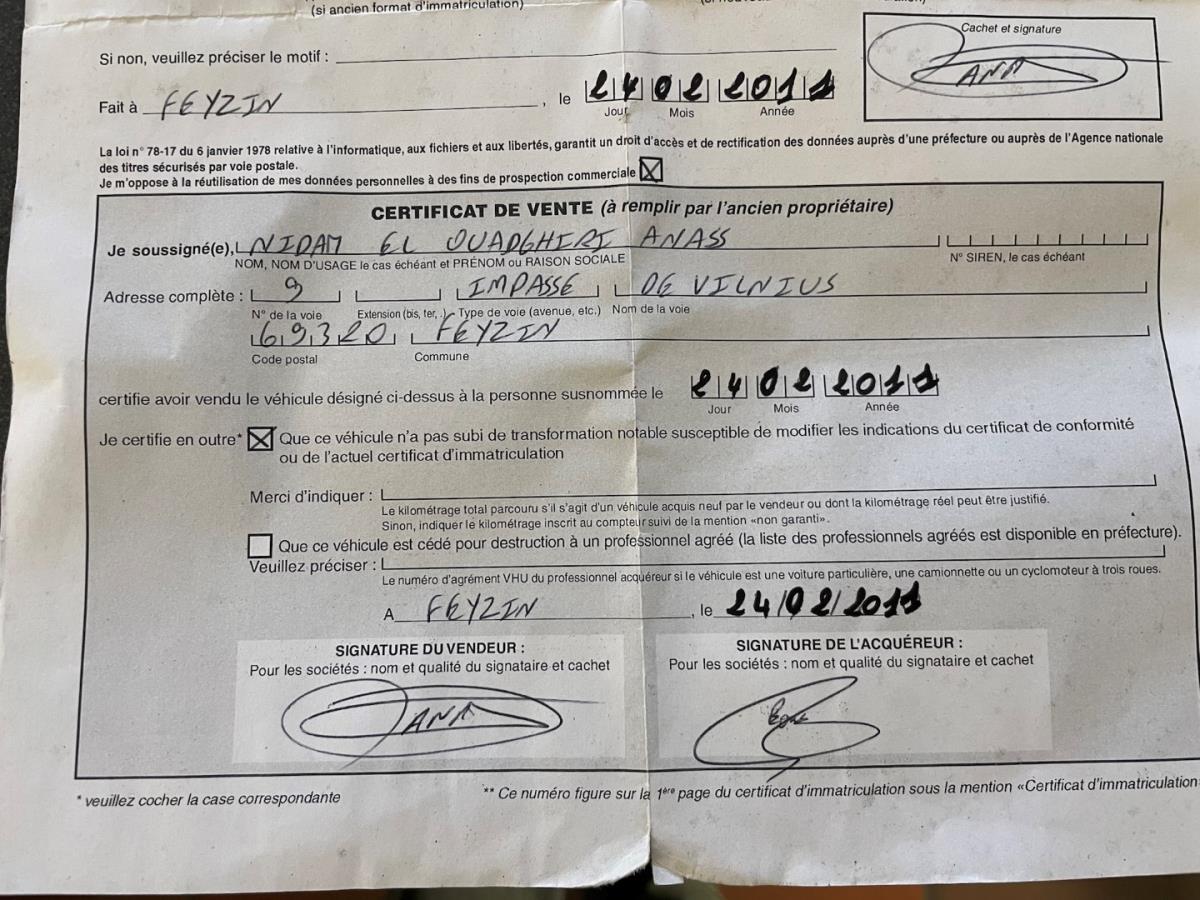 (si ancien format d'immatriculation)
Cachet et signature
ANA
Si non, veuillez préciser le motif :
Fait à FEYZIN, le 24 02 2011
Jour Mois Année
La loi n° 78-17 du 6 janvier 1978 relative à l'informatique, aux fichiers et aux libertés, garantit un droit d'accès et de rectification des données auprès d'une préfecture ou auprès de l'Agence nationale
des titres sécurisés par voie postale.
Je m'oppose à la réutilisation de mes données personnelles à des fins de prospection commerciale
CERTIFICAT DE VENTE (à remplir par l'ancien propriétaire)
Je soussigné(e), NIDAM EL OUADGHIRI ANASS
NOM, NOM D'USAGE le cas échéant et PRÉNOM ou RAISON SOCIALE N° SIREN, le cas échéant
Adresse complète : 9 IMPASSE DE VILNIUS
N° de la voie Extension (bis, ter, .) Type de voie (avenue, etc.) Nom de la voie
69320 FEYZIN
Code postal Commune
certifie avoir vendu le véhicule désigné ci-dessus à la personne susnommée le 24 02 2011
Jour Mois Année
Je certifie en outre* Que ce véhicule n'a pas subi de transformation notable susceptible de modifier les indications du certificat de conformité
ou de l'actuel certificat d'immatriculation
Merci d'indiquer :
Le kilométrage total parcouru s'il s'agit d'un véhicule acquis neuf par le vendeur ou dont la kilométrage réel peut être justifié.
Sinon, indiquer le kilométrage inscrit au compteur suivi de la mention «non garanti».
Que ce véhicule est cédé pour destruction à un professionnel agréé (la liste des professionnels agréés est disponible en préfecture).
Veuillez préciser :
Le numéro d'agrément VHU du professionnel acquéreur si le véhicule est une voiture particulière, une camionnette ou un cyclomoteur à trois roues.
A FEYZIN, le 24/02/2011
SIGNATURE DU VENDEUR : SIGNATURE DE L'ACQUÉREUR :
Pour les sociétés : nom et qualité du signataire et cachet Pour les sociétés : nom et qualité du signataire et cachet
ANA
* veuillez cocher la case correspondante ** Ce numéro figure sur la 1ère page du certificat d'immatriculation sous la mention «Certificat d'immatriculation